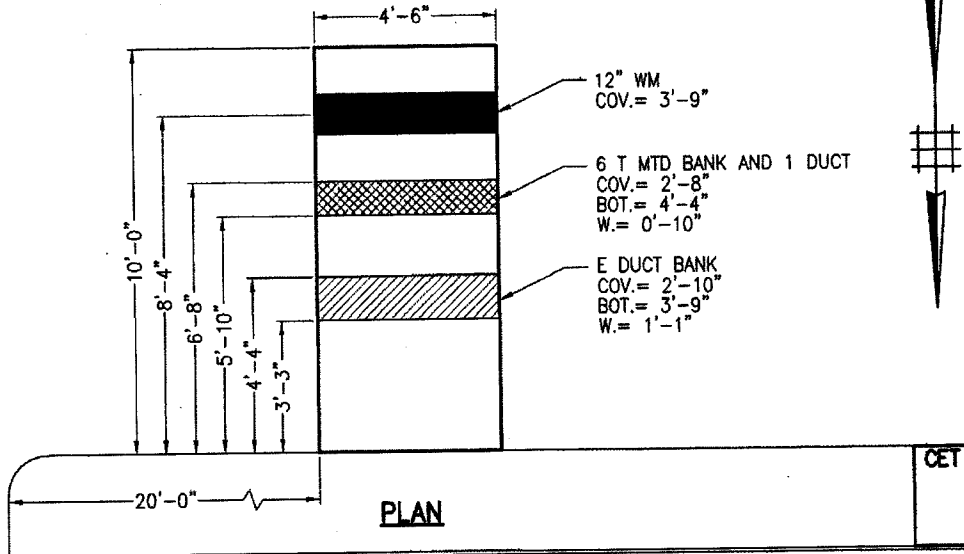 4'-6"
12" WM
COV.= 3'-9"
6 T MTD BANK AND 1 DUCT
COV.= 2'-8"
BOT.= 4'-4"
W.= 0'-10"
E DUCT BANK
COV.= 2'-10"
BOT.= 3'-9"
W.= 1'-1"
10'-0"
8'-4"
6'-8"
5'-10"
4'-4"
3'-3"
20'-0"
PLAN
CET